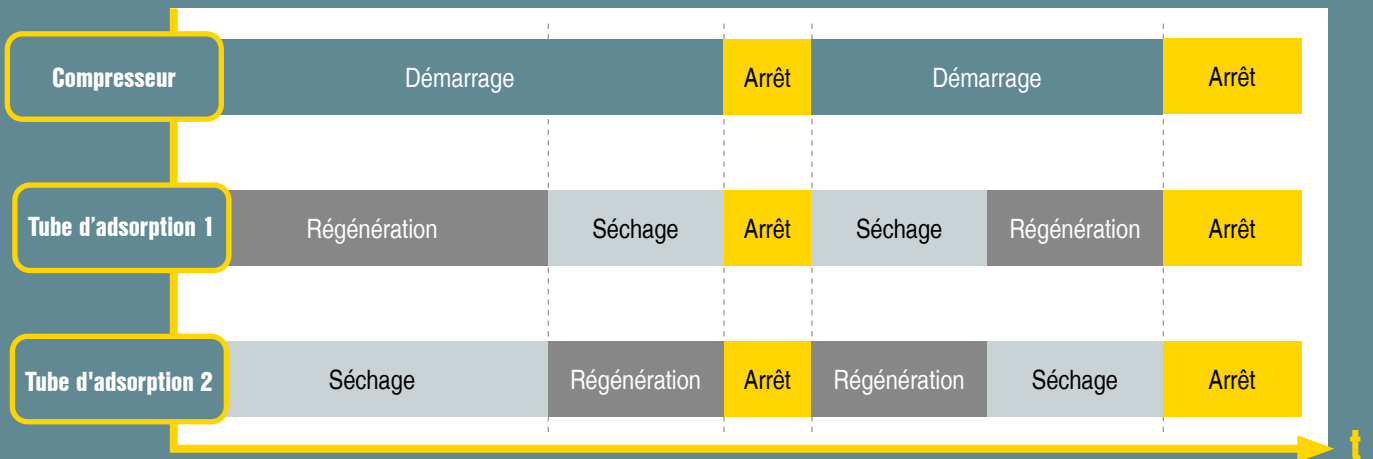 Compresseur
Démarrage
Arrêt
Démarrage
Arrêt
Tube d’adsorption 1
Régénération
Séchage
Arrêt
Séchage
Régénération
Arrêt
Tube d'adsorption 2
Séchage
Régénération
Arrêt
Régénération
Séchage
Arrêt
t